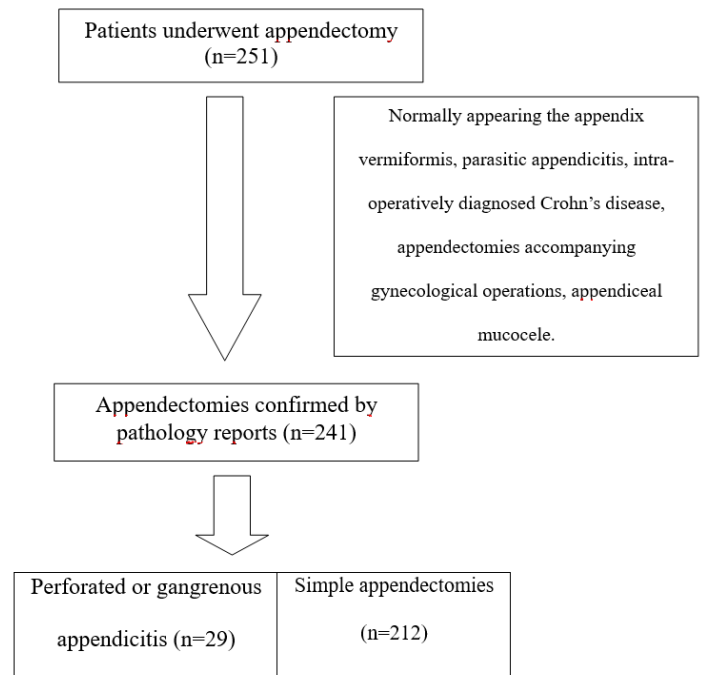 Patients underwent appendectomy
(n=251)
Normally appearing the appendix
vermiformis, parasitic appendicitis, intra-
operatively diagnosed Crohn’s disease,
appendectomies accompanying
gynecological operations, appendiceal
mucocele.
Appendectomies confirmed by
pathology reports (n=241)
Perforated or gangrenous
appendicitis (n=29)
Simple appendectomies
(n=212)